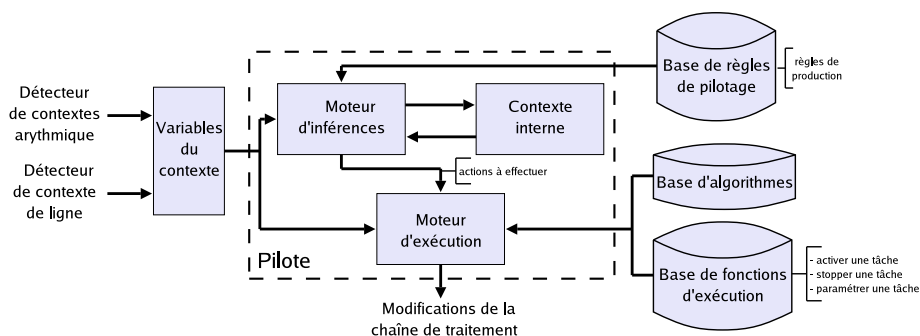 Détecteur
de contextes
arythmique
Détecteur
de contexte
de ligne
Variables
du
contexte
Moteur
d'inférences
Contexte
interne
actions à effectuer
Moteur
d'exécution
Pilote
Modifications de la
chaîne de traitement
Base de règles
de pilotage
règles de
production
Base d'algorithmes
Base de fonctions
d'exécution
- activer une tâche
- stopper une tâche
- paramétrer une tâche